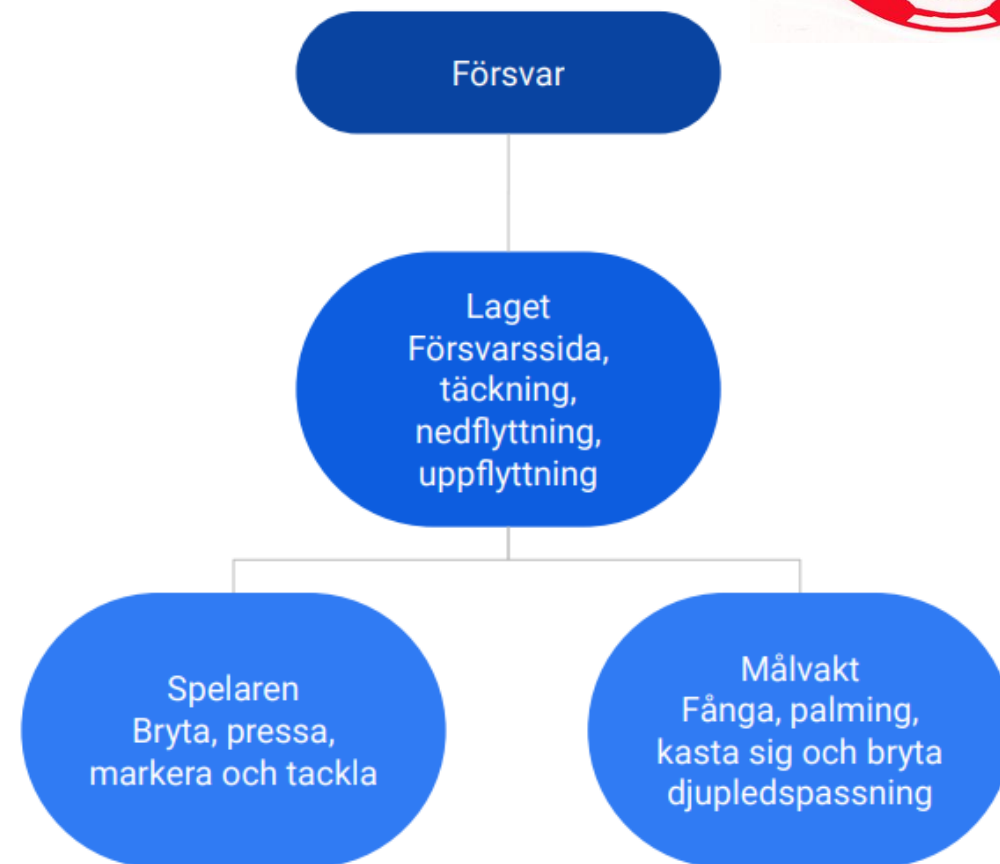 Försvar
Laget
Försvarssida,
täckning,
nedflyttning,
uppflyttning
Spelaren
Bryta, pressa,
markera och tackla
Målvakt
Fånga, palming,
kasta sig och bryta
djupledspassning